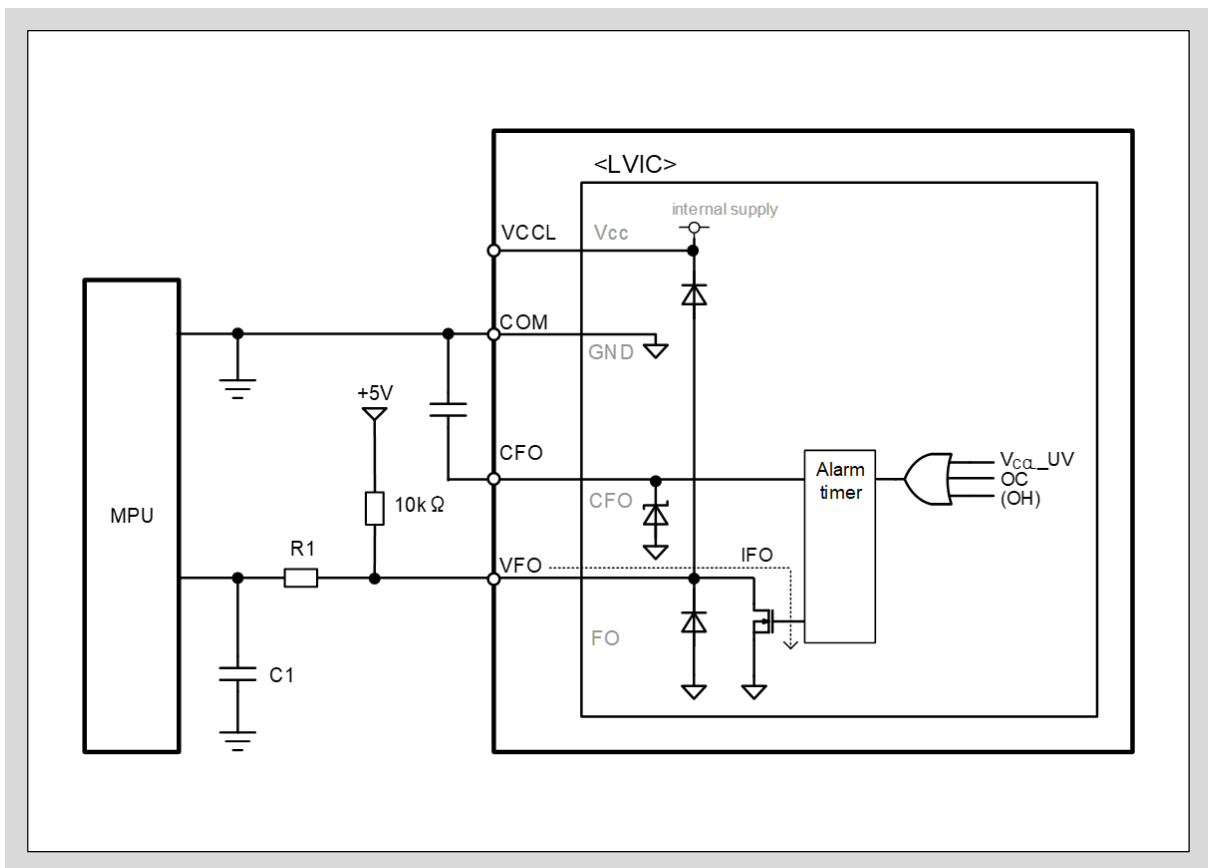 <LVIC>
internal supply
VCCL
Vcc
COM
GND
+5V
CFO
Alarm
timer
VCCL_UV
OC
(OH)
CFO
10kΩ
MPU
R1
VFO
IFO
FO
C1